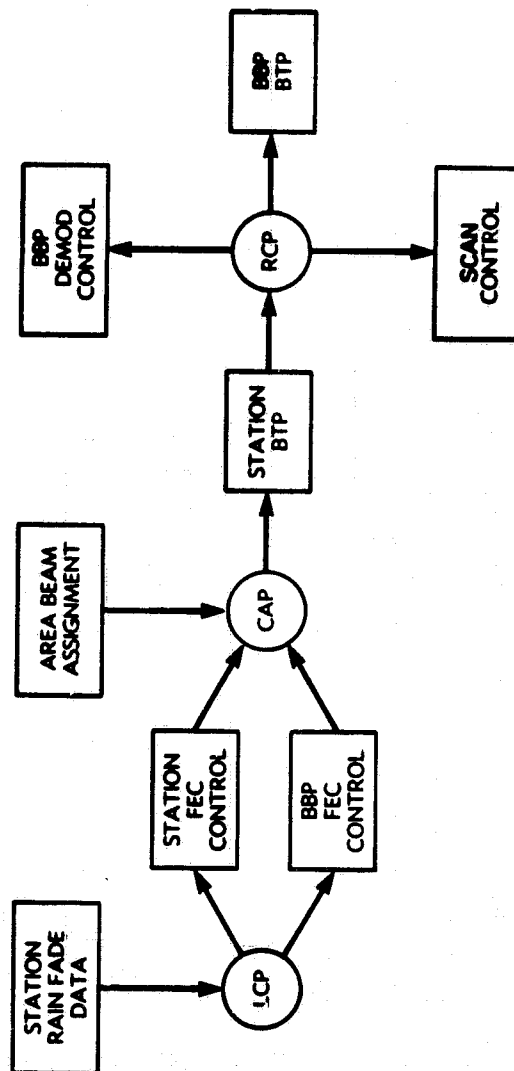 STATION
RAIN FADE
DATA
LCP
STATION
FEC
CONTROL
BBP
FEC
CONTROL
AREA BEAM
ASSIGNMENT
CAP
STATION
BTP
RCP
BBP
DEMOD
CONTROL
BBP
BTP
SCAN
CONTROL